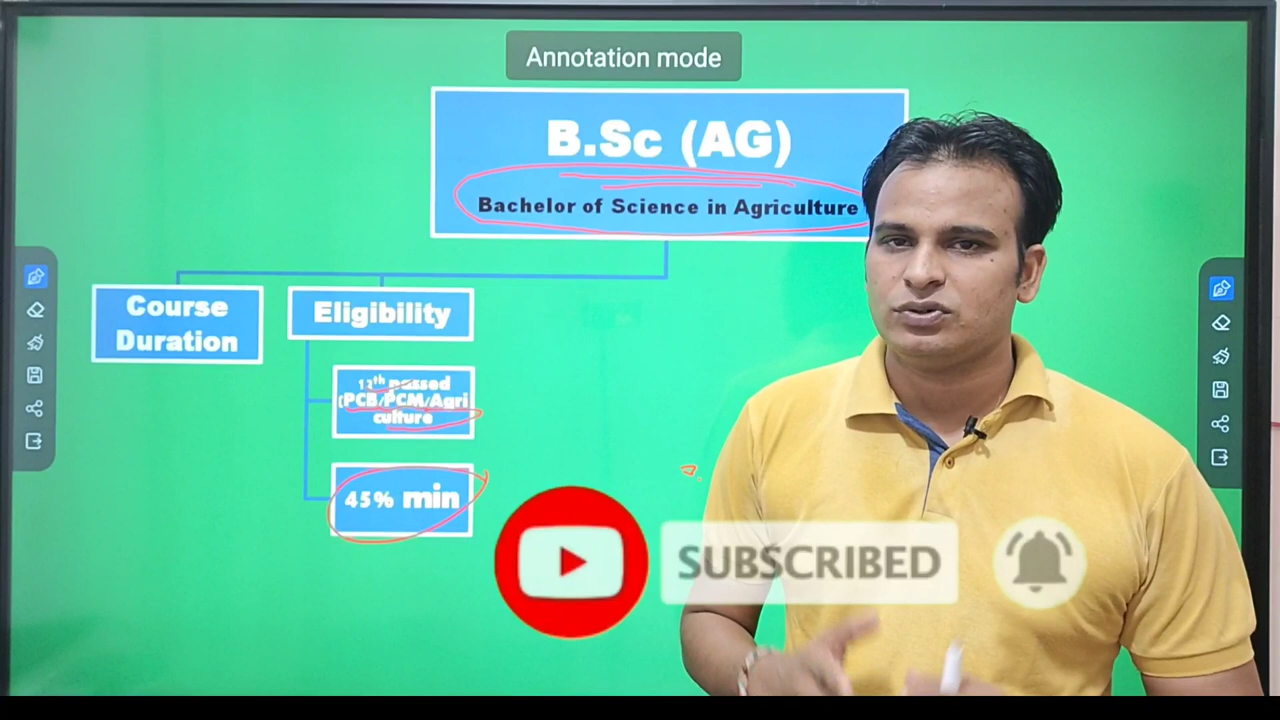 Annotation mode
B.Sc (AG)
Bachelor of Science in Agriculture
Course
Duration
Eligibility
12th passed
(PCB/PCM/Agri
culture
45% min
SUBSCRIBED